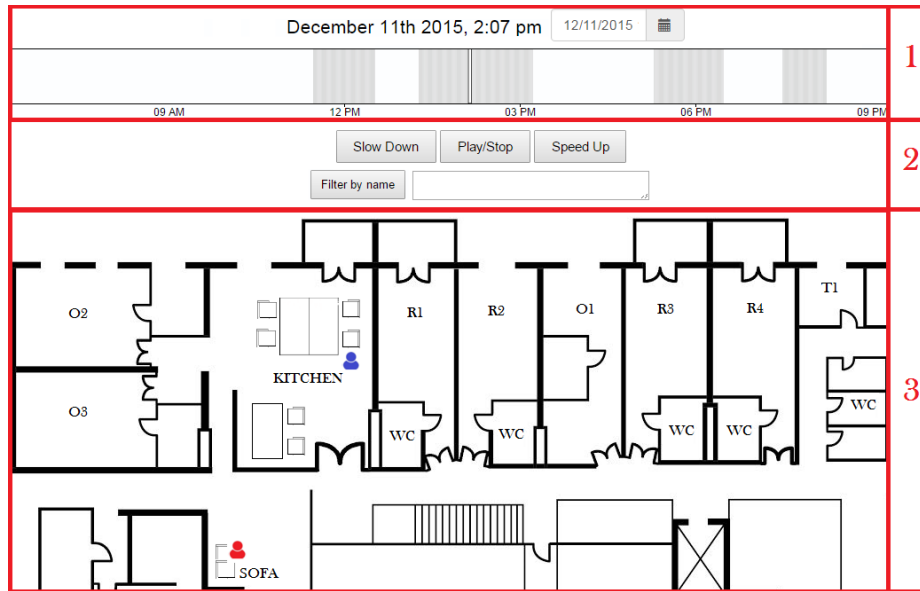 December 11th 2015, 2:07 pm 12/11/2015
1
09 AM 12 PM 03 PM 06 PM 09 PM
Slow Down Play/Stop Speed Up
2
Filter by name
T1
O2 R1 R2 O1 R3 R4
KITCHEN
3
O3 WC WC WC WC WC
SOFA